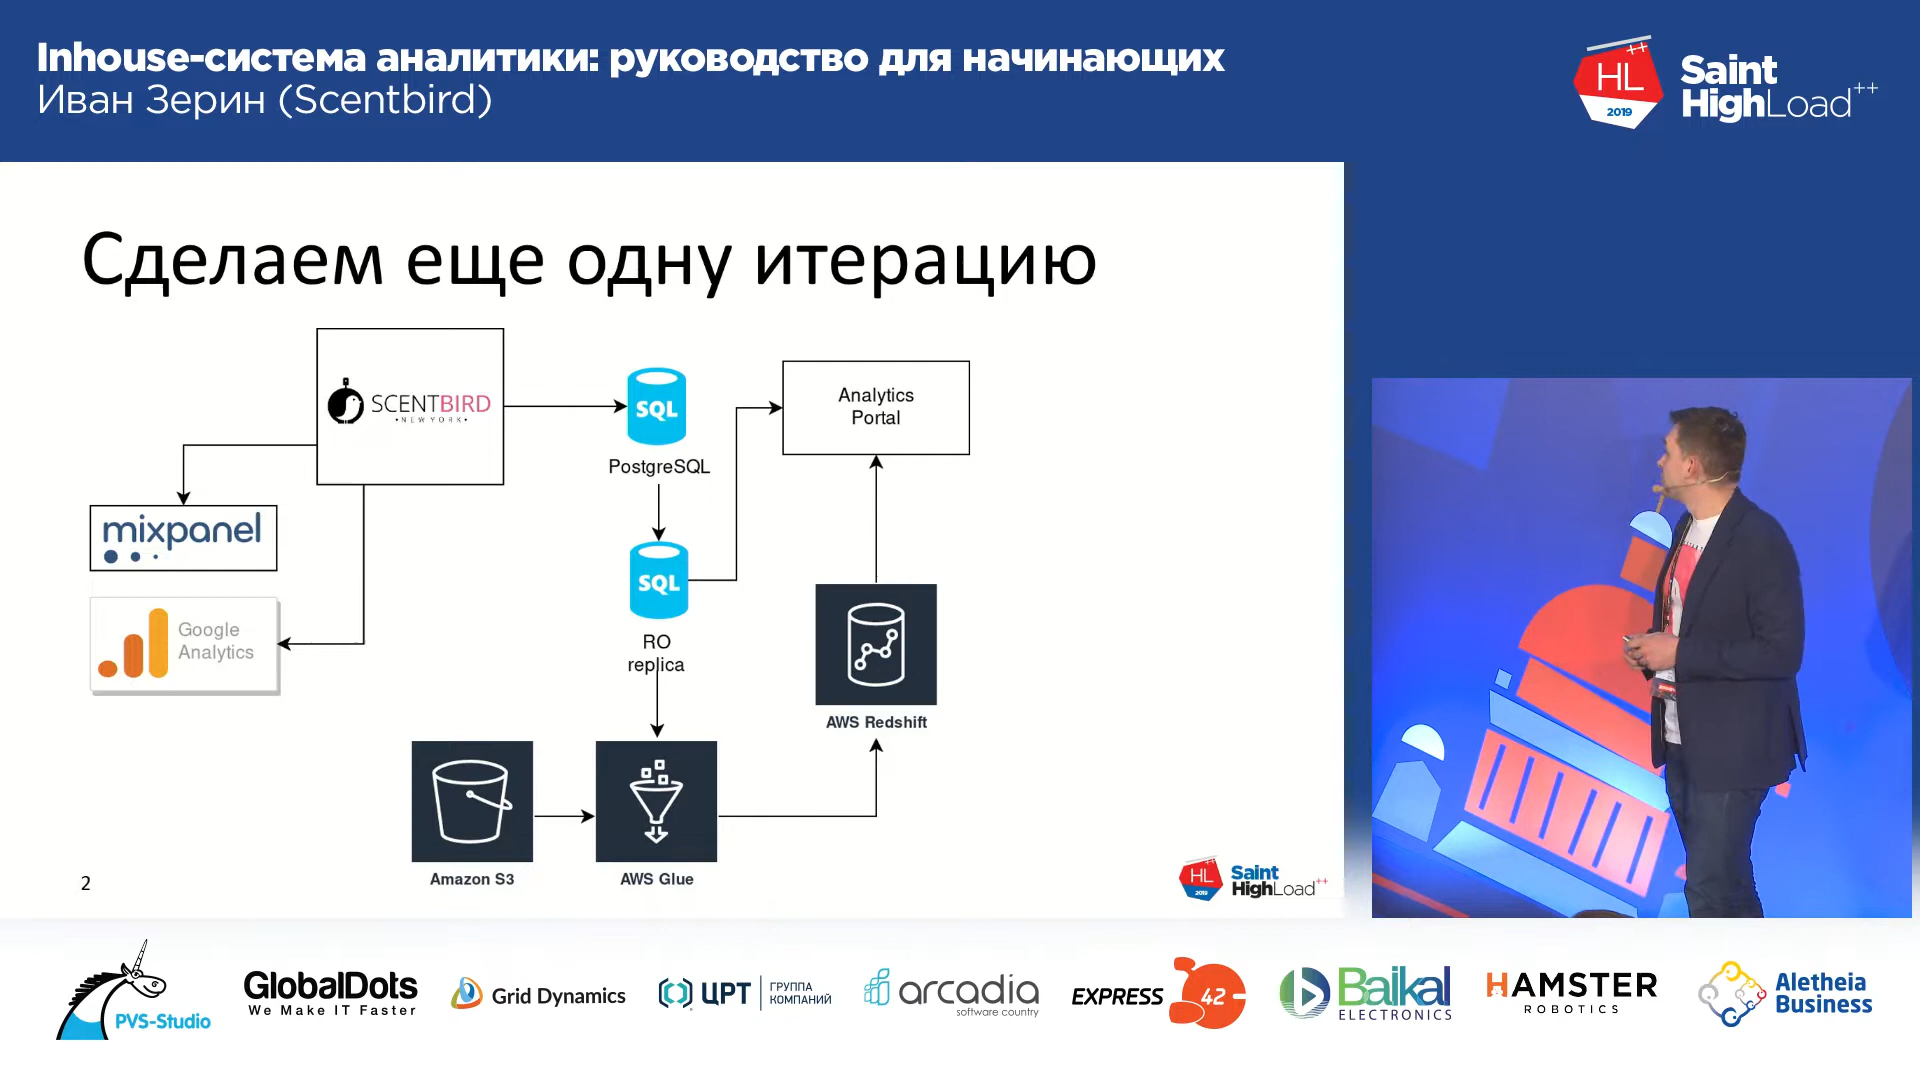 Inhouse-система аналитики: руководство для начинающих
Иван Зерин (Scentbird)
HL ++
2019
Saint
HighLoad++
Сделаем еще одну итерацию
SCENTBIRD
•NEW YORK•
SQL
PostgreSQL
Analytics
Portal
mixpanel
SQL
RO
replica
Google
Analytics
AWS Redshift
Amazon S3
AWS Glue
2
HL ++
2019
Saint
HighLoad++
PVS-Studio
GlobalDots
We Make IT Faster
Grid Dynamics
ЦРТ
ГРУППА
КОМПАНИЙ
arcadia
software country
EXPRESS 42
Baikal
ELECTRONICS
HAMSTER
ROBOTICS
Aletheia
Business